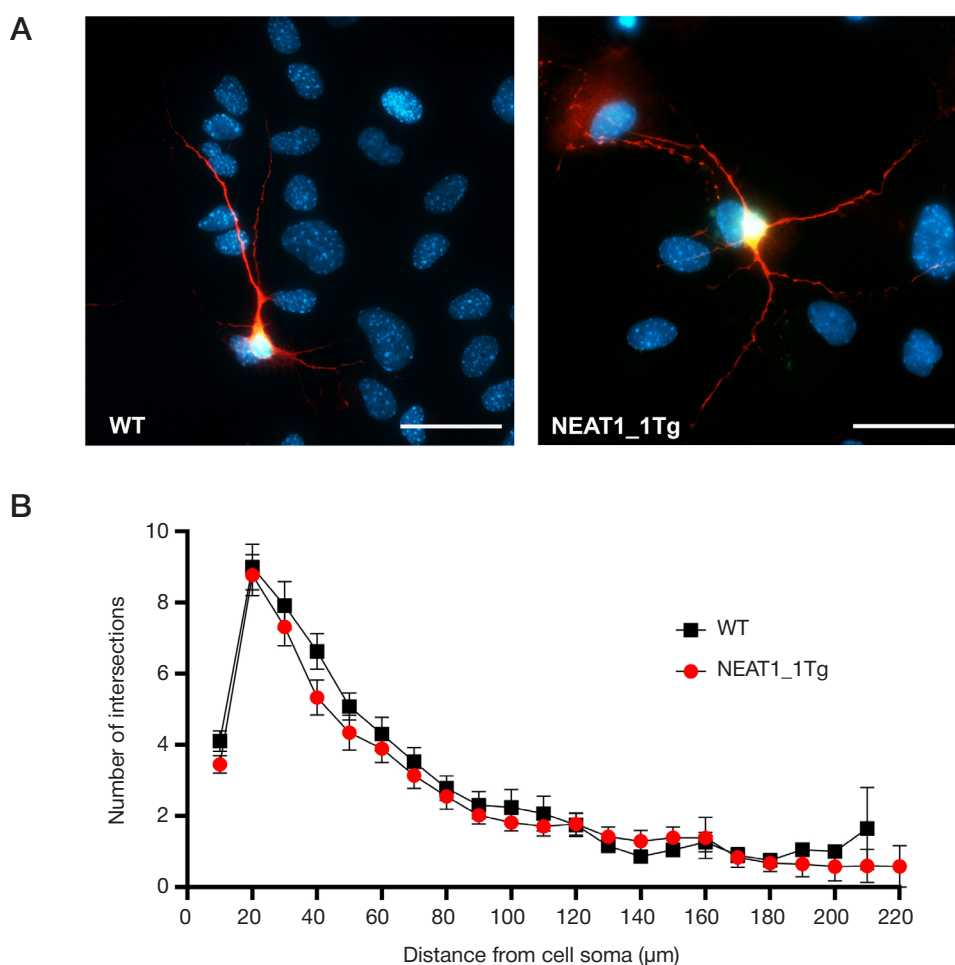 A
WT
NEAT1_1Tg
B
10
8
6
4
2
0
Number of intersections
WT
NEAT1_1Tg
0 20 40 60 80 100 120 140 160 180 200 220
Distance from cell soma (μm)